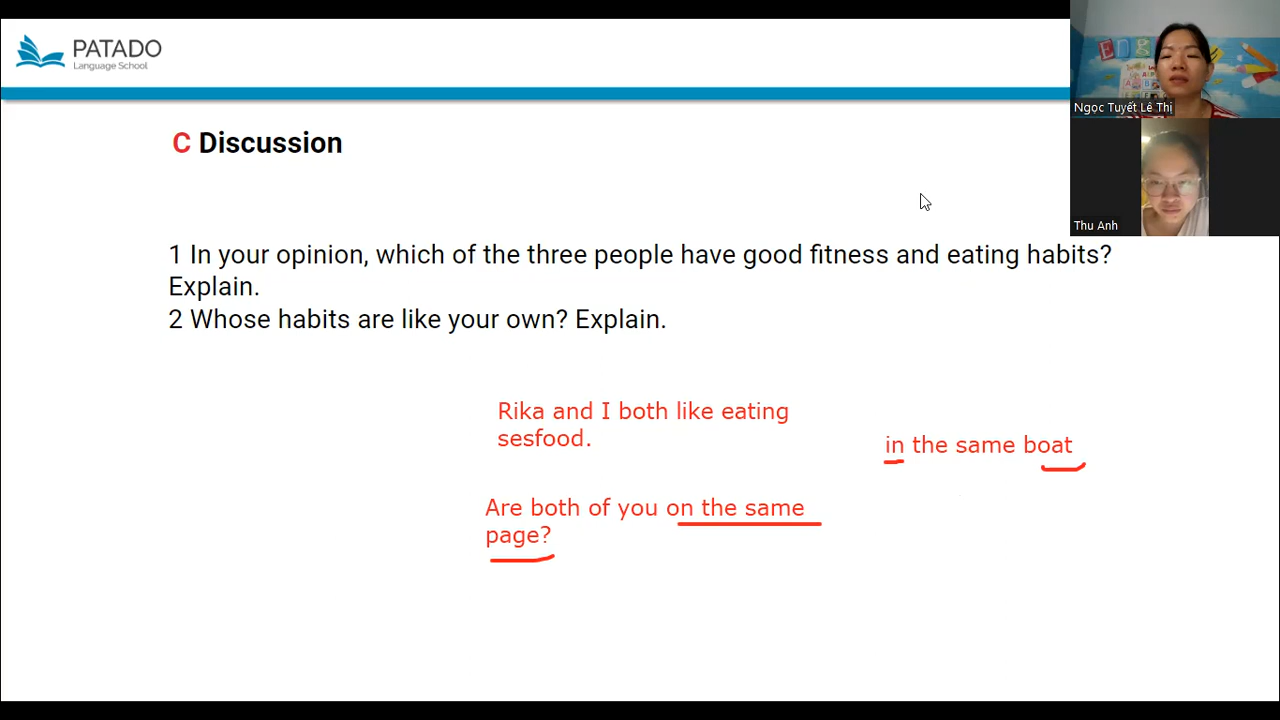 PATADO
Language School
Ngọc Tuyết Lê Thị
Thu Anh
C Discussion
1 In your opinion, which of the three people have good fitness and eating habits?
Explain.
2 Whose habits are like your own? Explain.
Rika and I both like eating
sesfood.
in the same boat
Are both of you on the same
page?